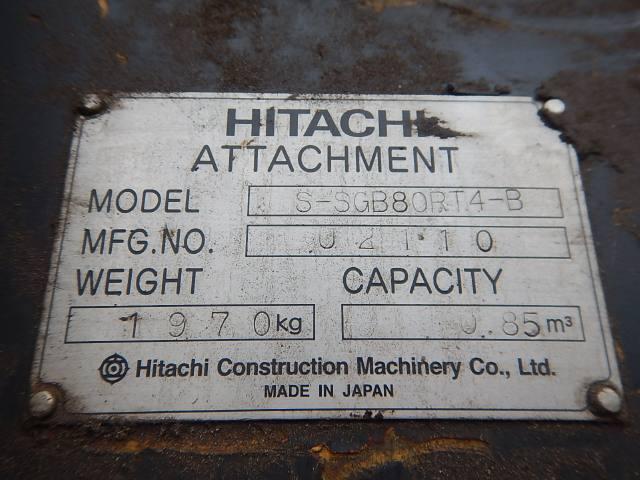 HITACHI
ATTACHMENT
MODEL S-SGB80RT4-B
MFG.NO. 02110
WEIGHT CAPACITY
1970kg 0.85m³
Hitachi Construction Machinery Co., Ltd.
MADE IN JAPAN